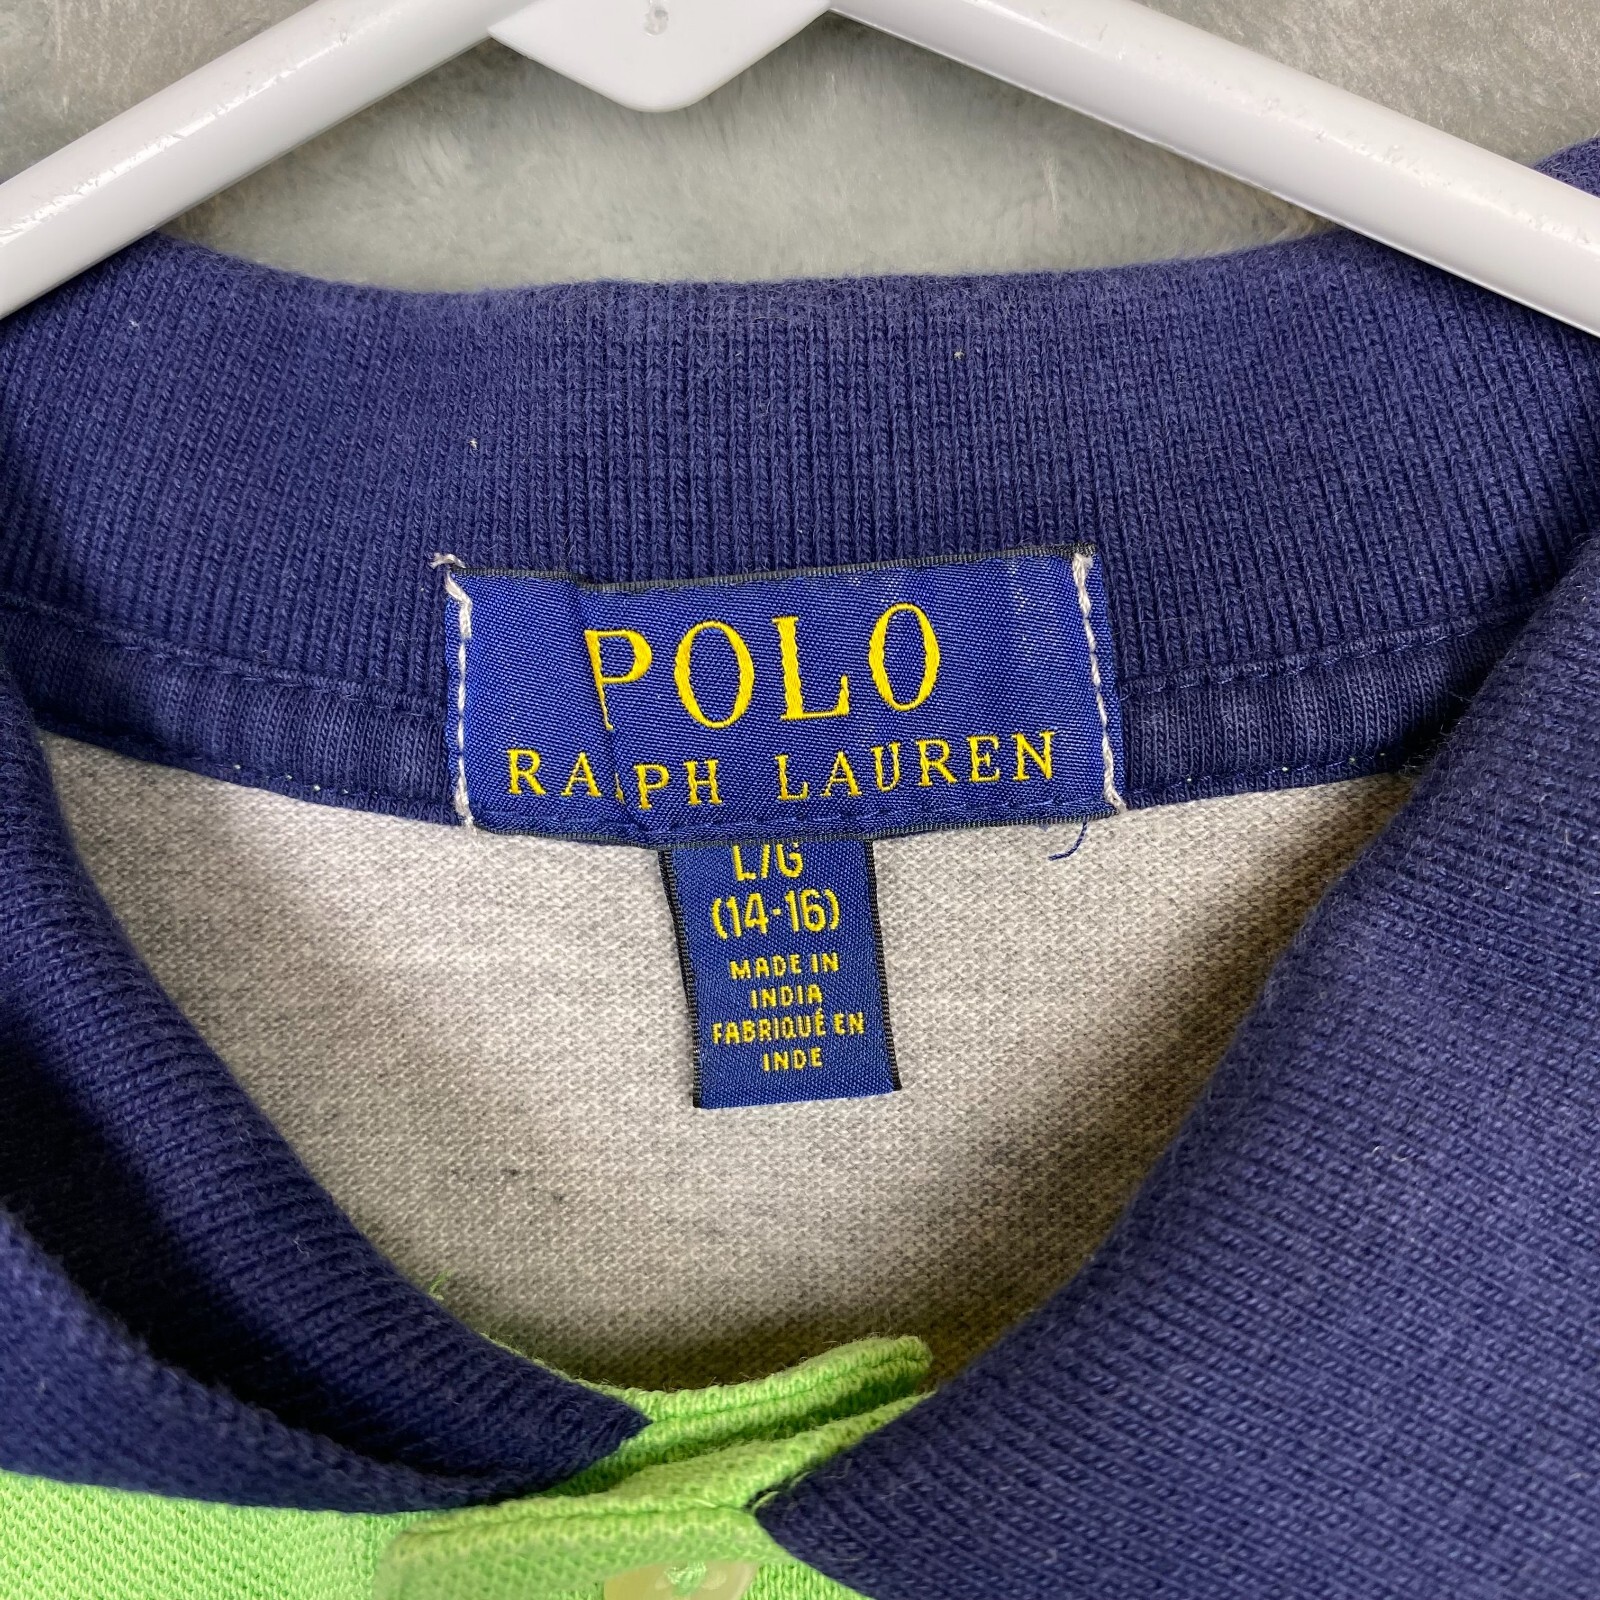 POLO
RALPH LAUREN
L/G
(14-16)
MADE IN
INDIA
FABRIQUÉ EN
INDE